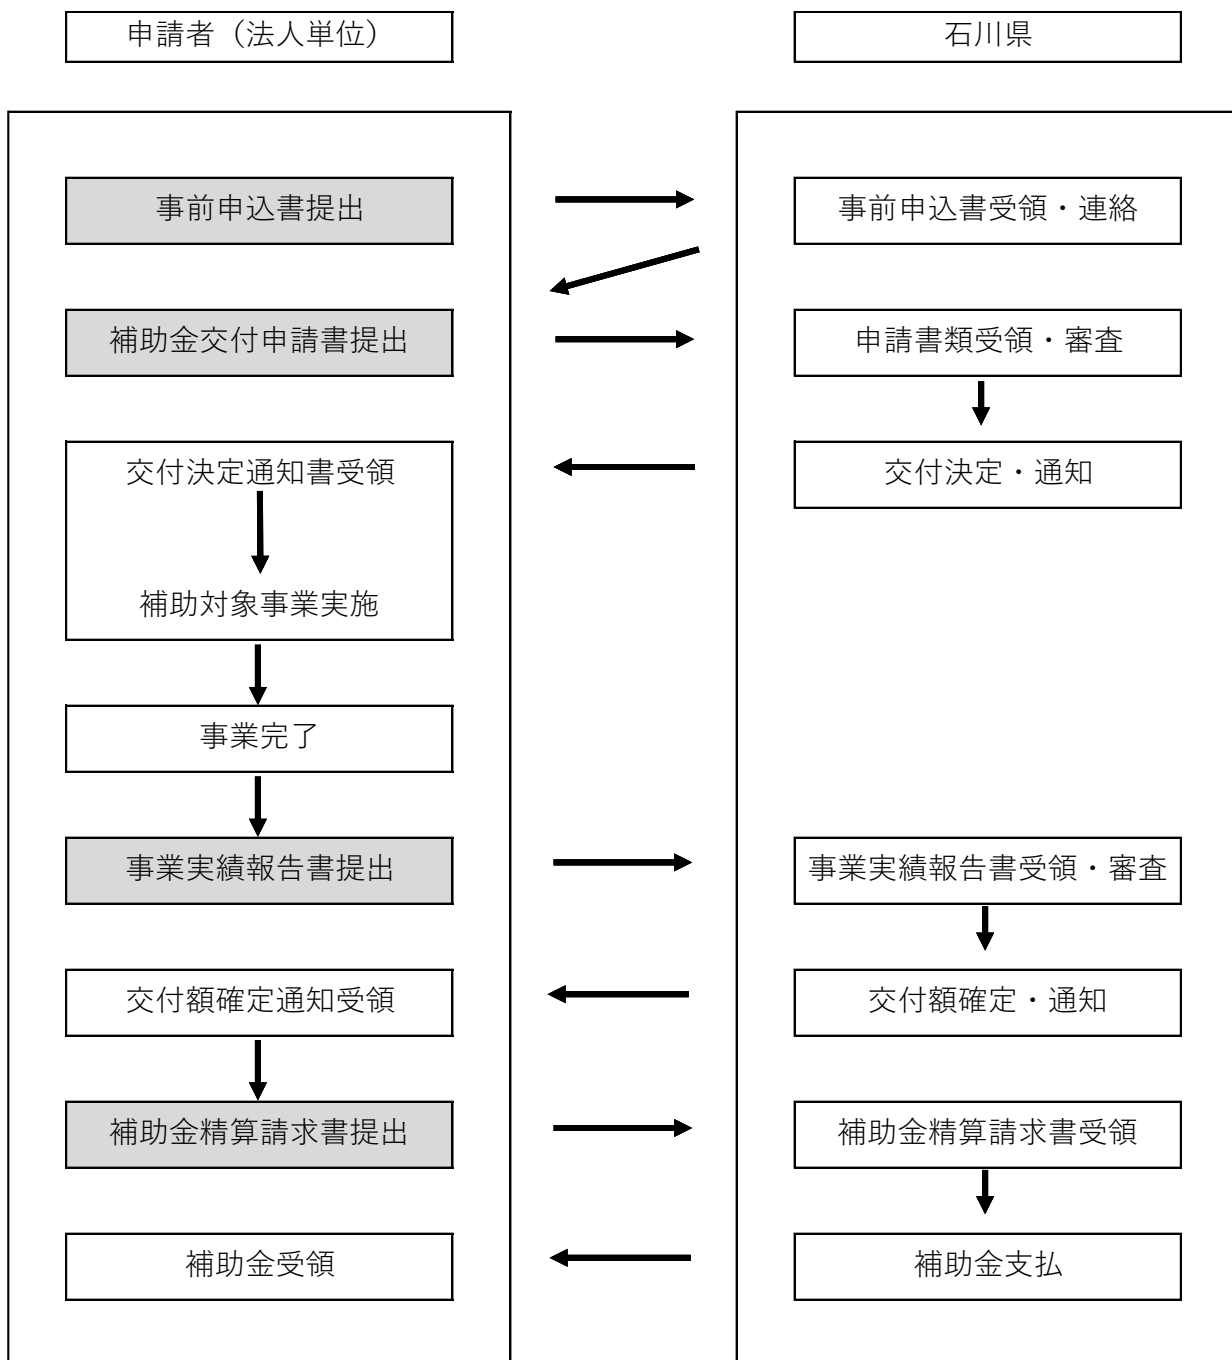 申請者（法人単位）
石川県
事前申込書提出
事前申込書受領・連絡
補助金交付申請書提出
申請書類受領・審査
交付決定通知書受領
交付決定・通知
補助対象事業実施
事業完了
事業実績報告書提出
事業実績報告書受領・審査
交付額確定通知受領
交付額確定・通知
補助金精算請求書提出
補助金精算請求書受領
補助金受領
補助金支払